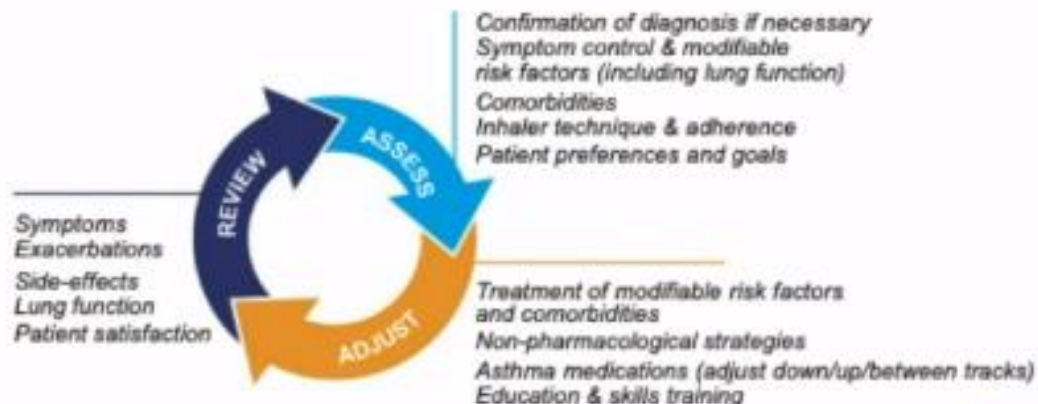 Confirmation of diagnosis if necessary
Symptom control & modifiable
risk factors (including lung function)
Comorbidities
Inhaler technique & adherence
Patient preferences and goals
ASSESS
REVIEW
Symptoms
Exacerbations
Side-effects
Lung function
Patient satisfaction
ADJUST
Treatment of modifiable risk factors
and comorbidities
Non-pharmacological strategies
Asthma medications (adjust down/up/between tracks)
Education & skills training